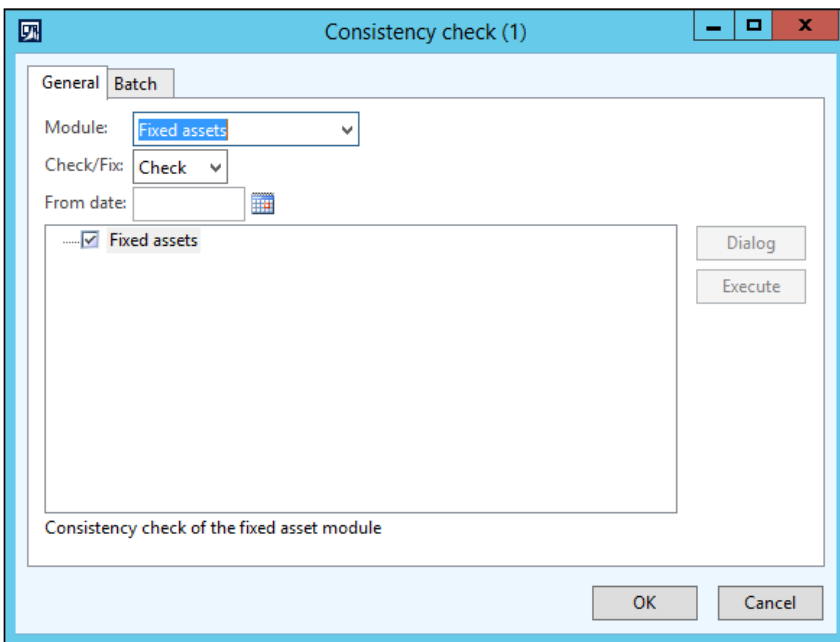 Consistency check (1)
General Batch
Module: Fixed assets
Check/Fix: Check
From date:
Fixed assets
Dialog
Execute
Consistency check of the fixed asset module
OK Cancel